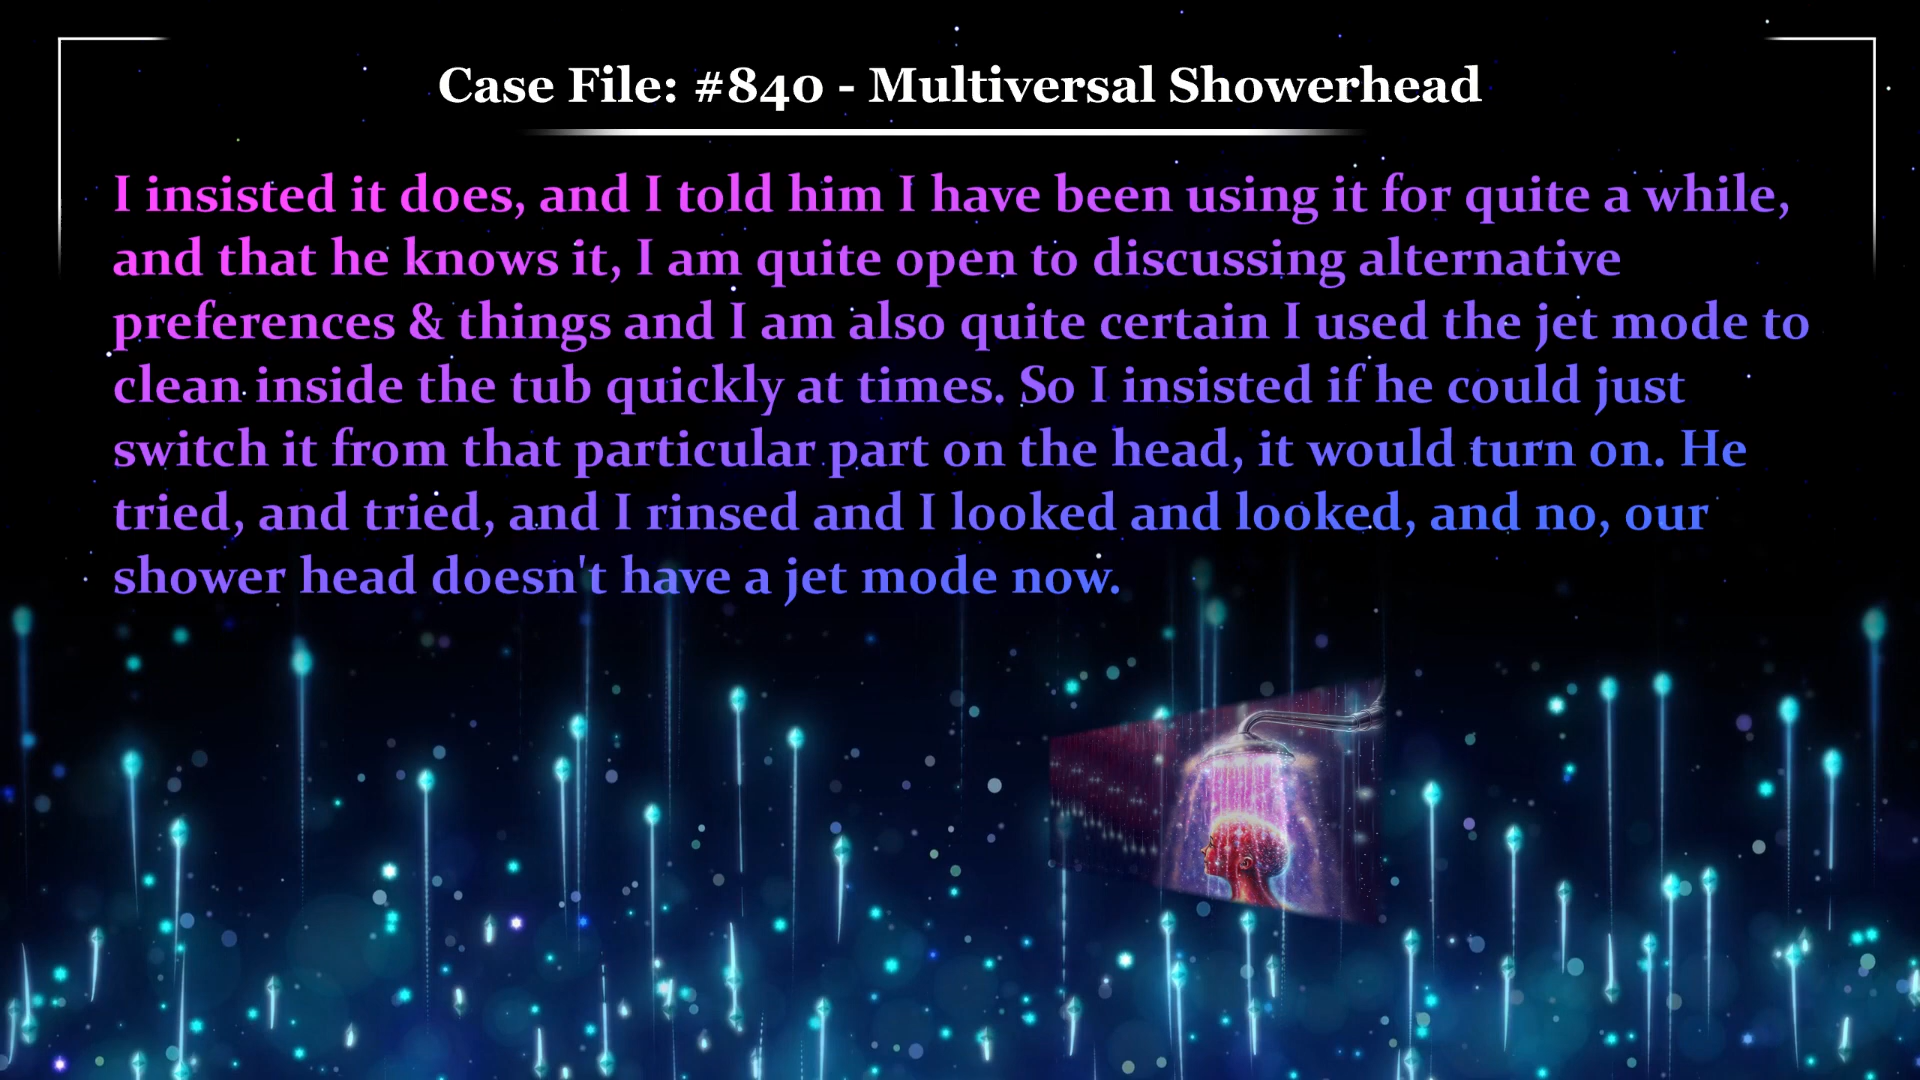 Case File: #840 - Multiversal Showerhead
I insisted it does, and I told him I have been using it for quite a while,
and that he knows it, I am quite open to discussing alternative
preferences & things and I am also quite certain I used the jet mode to
clean inside the tub quickly at times. So I insisted if he could just
switch it from that particular part on the head, it would turn on. He
tried, and tried, and I rinsed and I looked and looked, and no, our
shower head doesn't have a jet mode now.